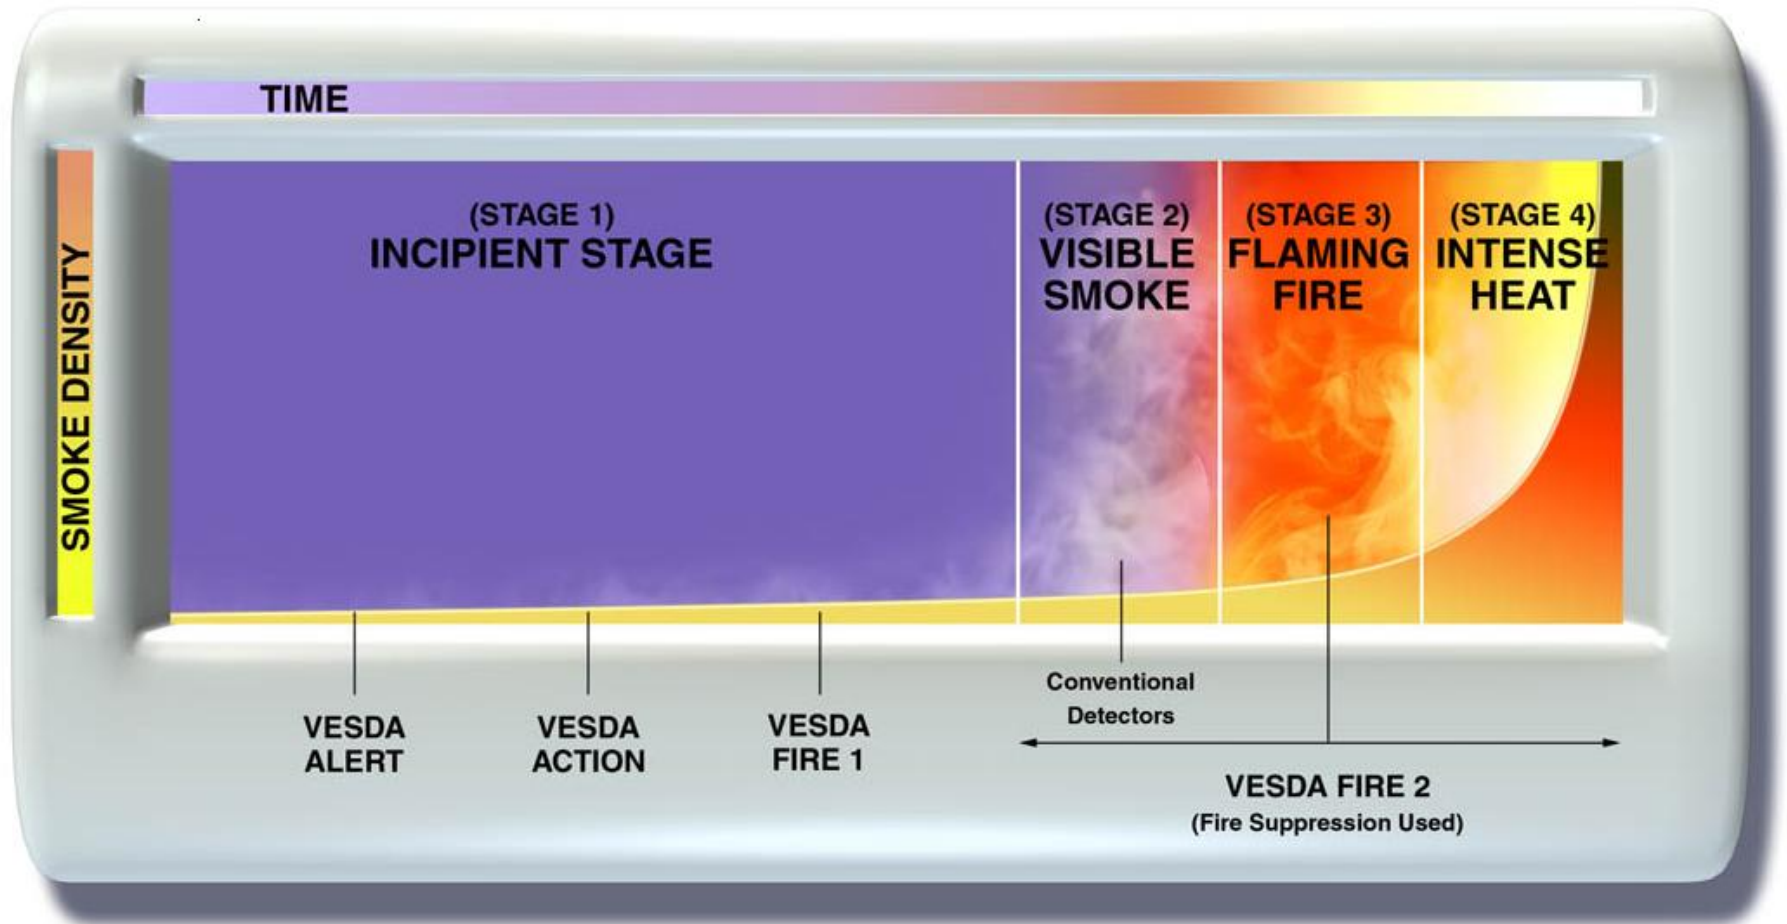 TIME
SMOKE DENSITY
(STAGE 1)
INCIPIENT STAGE
(STAGE 2)
VISIBLE
SMOKE
(STAGE 3)
FLAMING
FIRE
(STAGE 4)
INTENSE
HEAT
VESDA
ALERT
VESDA
ACTION
VESDA
FIRE 1
Conventional
Detectors
VESDA FIRE 2
(Fire Suppression Used)